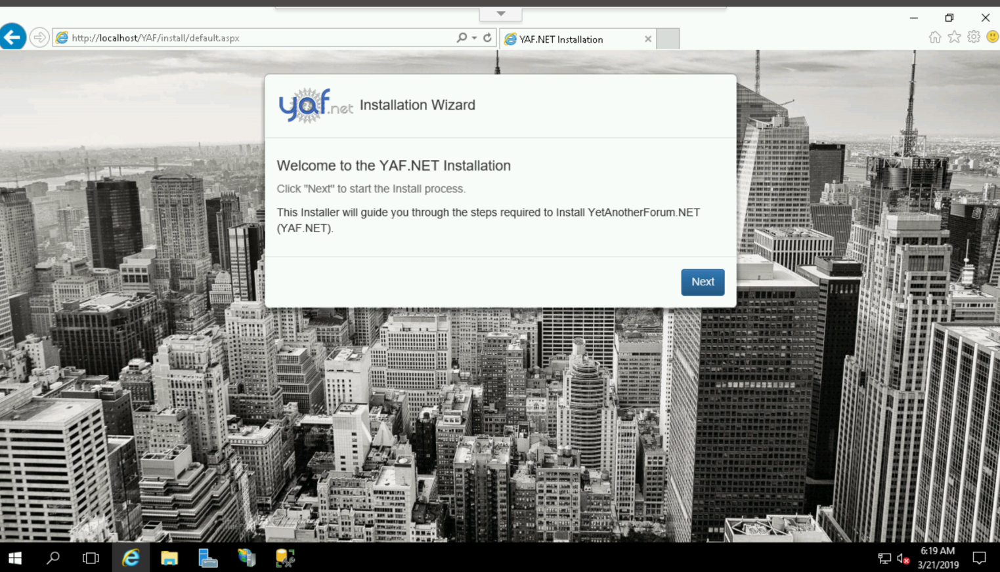 http://localhost/YAF/install/default.aspx
YAF.NET Installation
yaf.net Installation Wizard
Welcome to the YAF.NET Installation
Click "Next" to start the Install process.
This Installer will guide you through the steps required to Install YetAnotherForum.NET
(YAF.NET).
Next
6:19 AM
3/21/2019